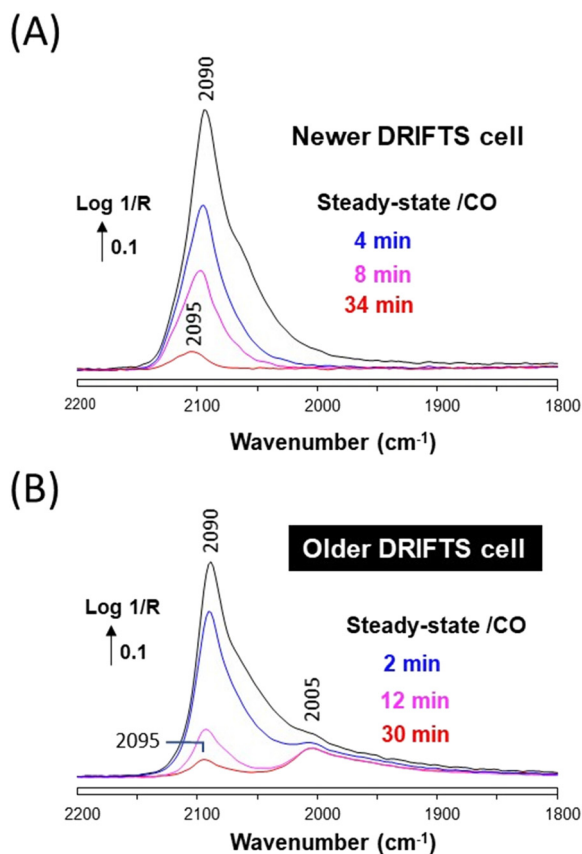 (A)
2090
Newer DRIFTS cell
Log 1/R
0.1
Steady-state /CO
4 min
8 min
34 min
2095
2200 2100 2000 1900 1800
Wavenumber (cm⁻¹)
(B)
2090
Older DRIFTS cell
Log 1/R
0.1
Steady-state /CO
2 min
12 min
30 min
2095
2005
2200 2100 2000 1900 1800
Wavenumber (cm⁻¹)